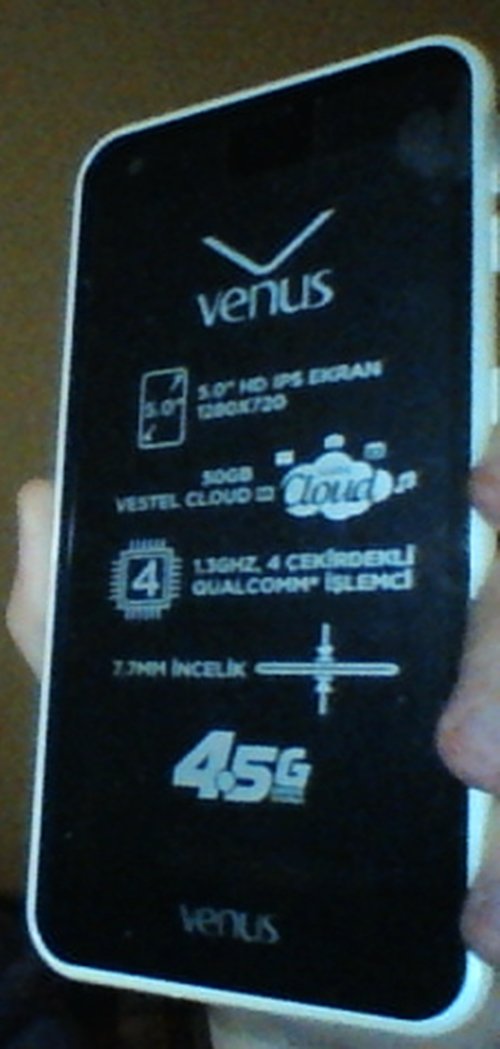 venus
5.0"
5.0" HD IPS EKRAN
1280X720
50GB
VESTEL CLOUD
Cloud
4
1.3GHZ, 4 ÇEKİRDEKLİ
QUALCOMM® İŞLEMCİ
7.7MM İNCELİK
4.5G
venus